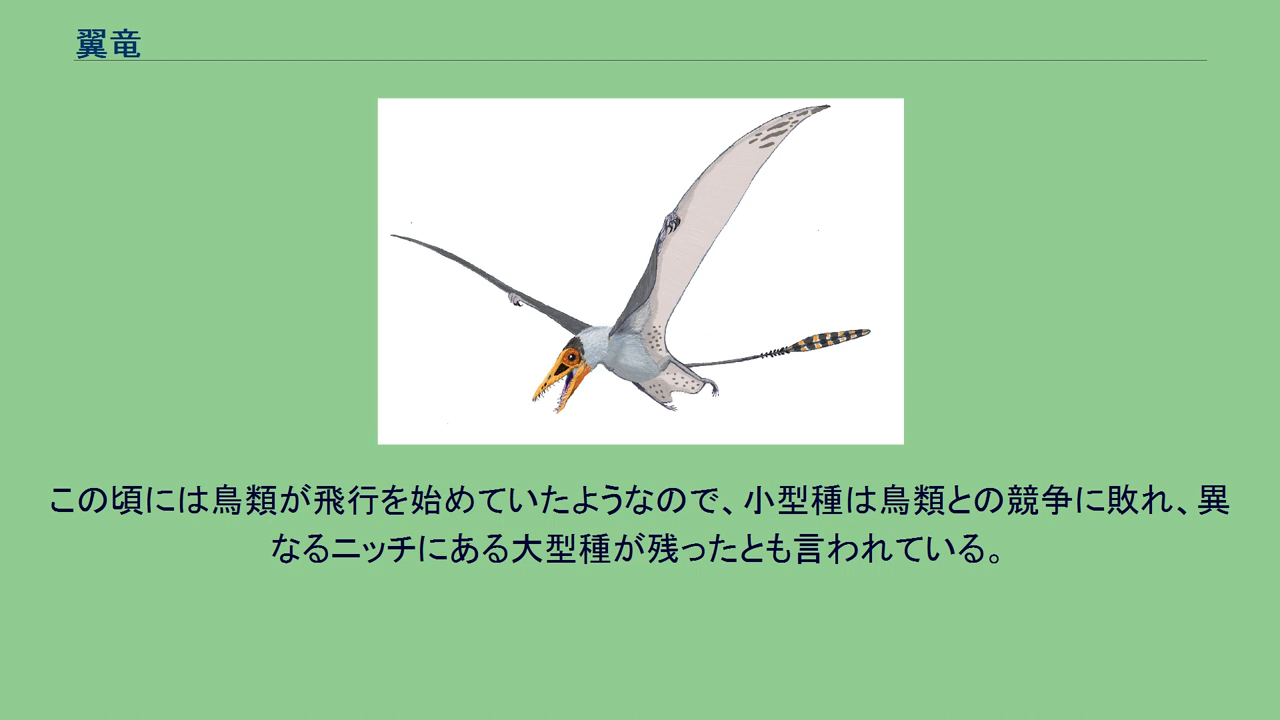 翼竜
この頃には鳥類が飛行を始めていたようなので、小型種は鳥類との競争に敗れ、異
なるニッチにある大型種が残ったとも言われている。